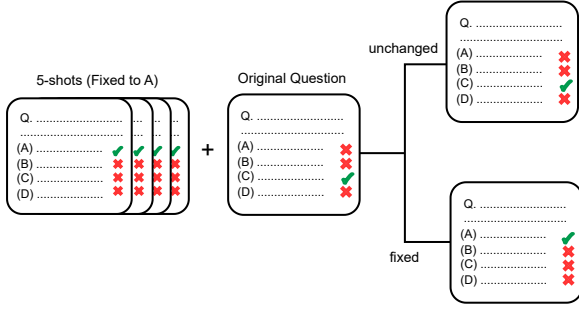 5-shots (Fixed to A)
Q. ..................................
.......................................
(A) ........................
(B) ........................
(C) ........................
(D) ........................
+
Original Question
Q. ..................................
.......................................
(A) ........................
(B) ........................
(C) ........................
(D) ........................
unchanged
Q. ..................................
.......................................
(A) ........................
(B) ........................
(C) ........................
(D) ........................
fixed
Q. ..................................
.......................................
(A) ........................
(B) ........................
(C) ........................
(D) ........................